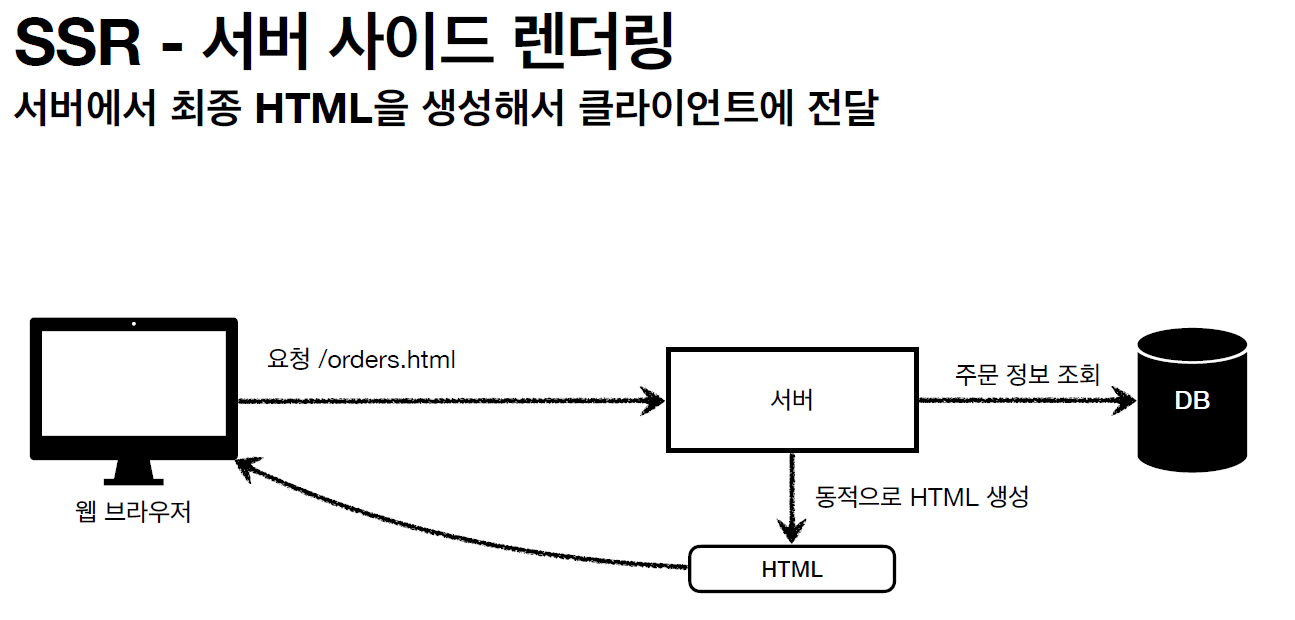 SSR - 서버 사이드 렌더링
서버에서 최종 HTML을 생성해서 클라이언트에 전달
요청 /orders.html
주문 정보 조회
서버
DB
동적으로 HTML 생성
웹 브라우저
HTML